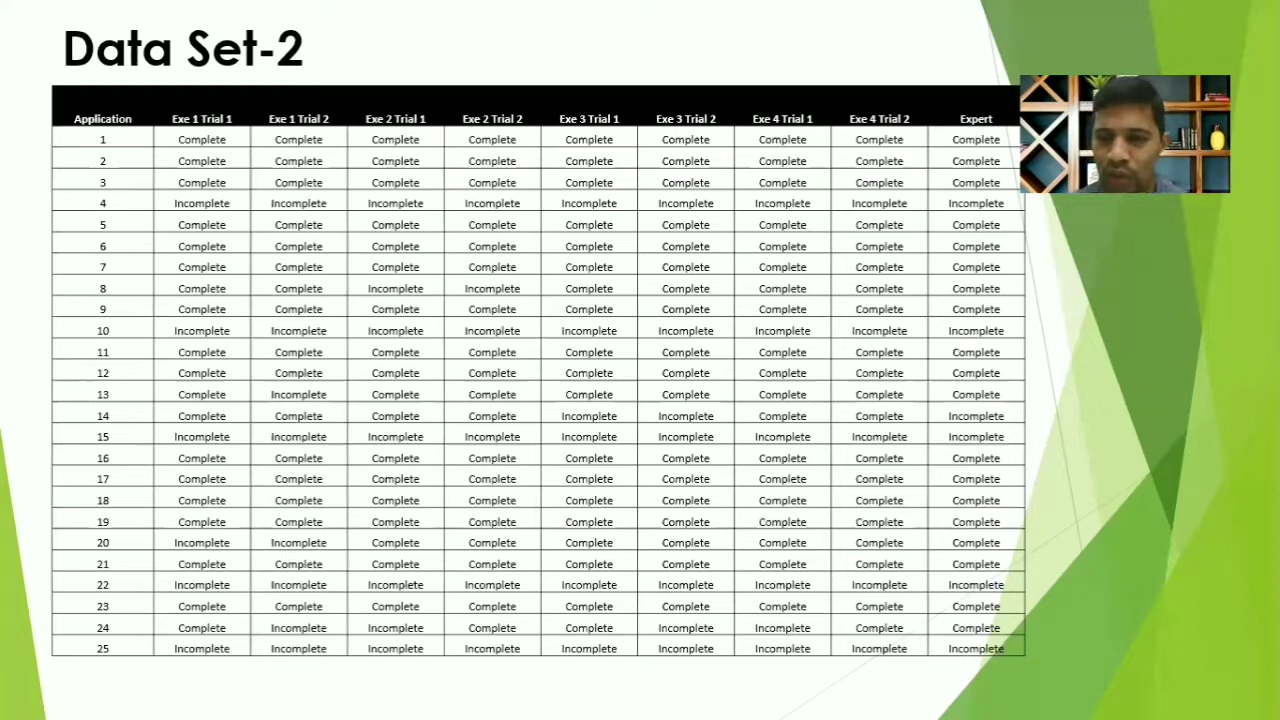 Data Set-2
Application Exe 1 Trial 1 Exe 1 Trial 2 Exe 2 Trial 1 Exe 2 Trial 2 Exe 3 Trial 1 Exe 3 Trial 2 Exe 4 Trial 1 Exe 4 Trial 2 Expert
1 Complete Complete Complete Complete Complete Complete Complete Complete Complete
2 Complete Complete Complete Complete Complete Complete Complete Complete Complete
3 Complete Complete Complete Complete Complete Complete Complete Complete Complete
4 Incomplete Incomplete Incomplete Incomplete Incomplete Incomplete Incomplete Incomplete Incomplete
5 Complete Complete Complete Complete Complete Complete Complete Complete Complete
6 Complete Complete Complete Complete Complete Complete Complete Complete Complete
7 Complete Complete Complete Complete Complete Complete Complete Complete Complete
8 Complete Complete Incomplete Incomplete Complete Complete Complete Complete Complete
9 Complete Complete Complete Complete Complete Complete Complete Complete Complete
10 Incomplete Incomplete Incomplete Incomplete Incomplete Incomplete Incomplete Incomplete Incomplete
11 Complete Complete Complete Complete Complete Complete Complete Complete Complete
12 Complete Complete Complete Complete Complete Complete Complete Complete Complete
13 Complete Incomplete Complete Complete Complete Complete Complete Complete Complete
14 Complete Complete Complete Complete Incomplete Incomplete Complete Complete Incomplete
15 Incomplete Incomplete Incomplete Incomplete Incomplete Incomplete Incomplete Incomplete Incomplete
16 Complete Complete Complete Complete Complete Complete Complete Complete Complete
17 Complete Complete Complete Complete Complete Complete Complete Complete Complete
18 Complete Complete Complete Complete Complete Complete Complete Complete Complete
19 Complete Complete Complete Complete Complete Complete Complete Complete Complete
20 Incomplete Incomplete Complete Complete Complete Complete Complete Complete Complete
21 Complete Complete Complete Complete Complete Complete Complete Complete Complete
22 Incomplete Incomplete Incomplete Incomplete Incomplete Incomplete Incomplete Incomplete Incomplete
23 Complete Complete Complete Complete Complete Complete Complete Complete Complete
24 Complete Incomplete Incomplete Complete Complete Incomplete Incomplete Complete Complete
25 Incomplete Incomplete Incomplete Incomplete Incomplete Incomplete Incomplete Incomplete Incomplete